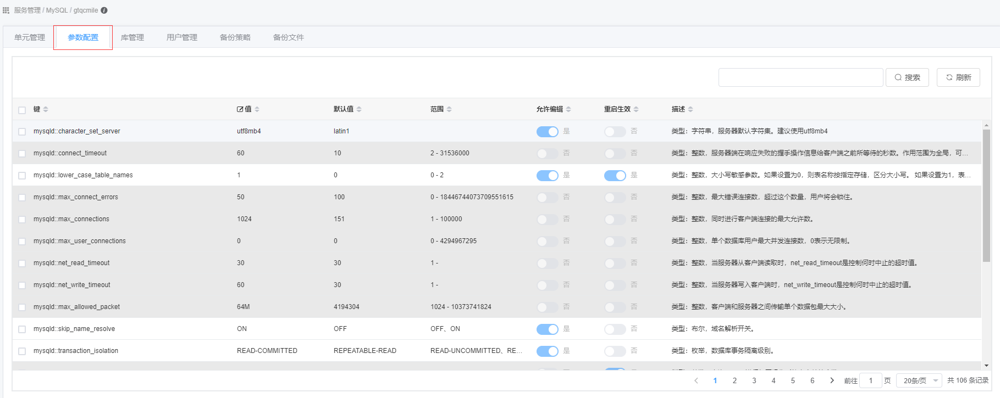 服务管理 / MySQL / gtqcmile
单元管理 参数配置 库管理 用户管理 备份策略 备份文件
搜索 刷新
键 值 默认值 范围 允许编辑 重启生效 描述
mysqld::character_set_server utf8mb4 latin1 是 否 类型：字符串，服务器默认字符集。建议使用utf8mb4
mysqld::connect_timeout 60 10 2 - 31536000 否 否 类型：整数，服务器端在响应失败的握手操作信息给客户端之前所等待的秒数。作用范围为全局，可…
mysqld::lower_case_table_names 1 0 0 - 2 是 是 类型：整数，大小写敏感参数。如果设置为0，则表名称按指定存储，区分大小写。 如果设置为1，表…
mysqld::max_connect_errors 50 100 0 - 18446744073709551615 否 否 类型：整数，最大错误连接数，超过这个数量，用户将会锁住。
mysqld::max_connections 1024 151 1 - 100000 否 否 类型：整数，同时进行客户端连接的最大允许数。
mysqld::max_user_connections 0 0 0 - 4294967295 否 否 类型：整数，单个数据库用户最大并发连接数，0表示无限制。
mysqld::net_read_timeout 30 30 1 - 否 否 类型：整数，当服务器从客户端读取时，net_read_timeout是控制何时中止的超时值。
mysqld::net_write_timeout 60 30 1 - 否 否 类型：整数，当服务器写入客户端时，net_write_timeout是控制何时中止的超时值。
mysqld::max_allowed_packet 64M 4194304 1024 - 10373741824 否 否 类型：整数，客户端和服务器之间传输单个数据包最大大小。
mysqld::skip_name_resolve ON OFF OFF、ON 是 否 类型：布尔，域名解析开关。
mysqld::transaction_isolation READ-COMMITTED REPEATABLE-READ READ-UNCOMMITTED、RE… 是 否 类型：枚举，数据库事务隔离级别。
1 2 3 4 5 6 前往 1 页 20条/页 共 106 条记录